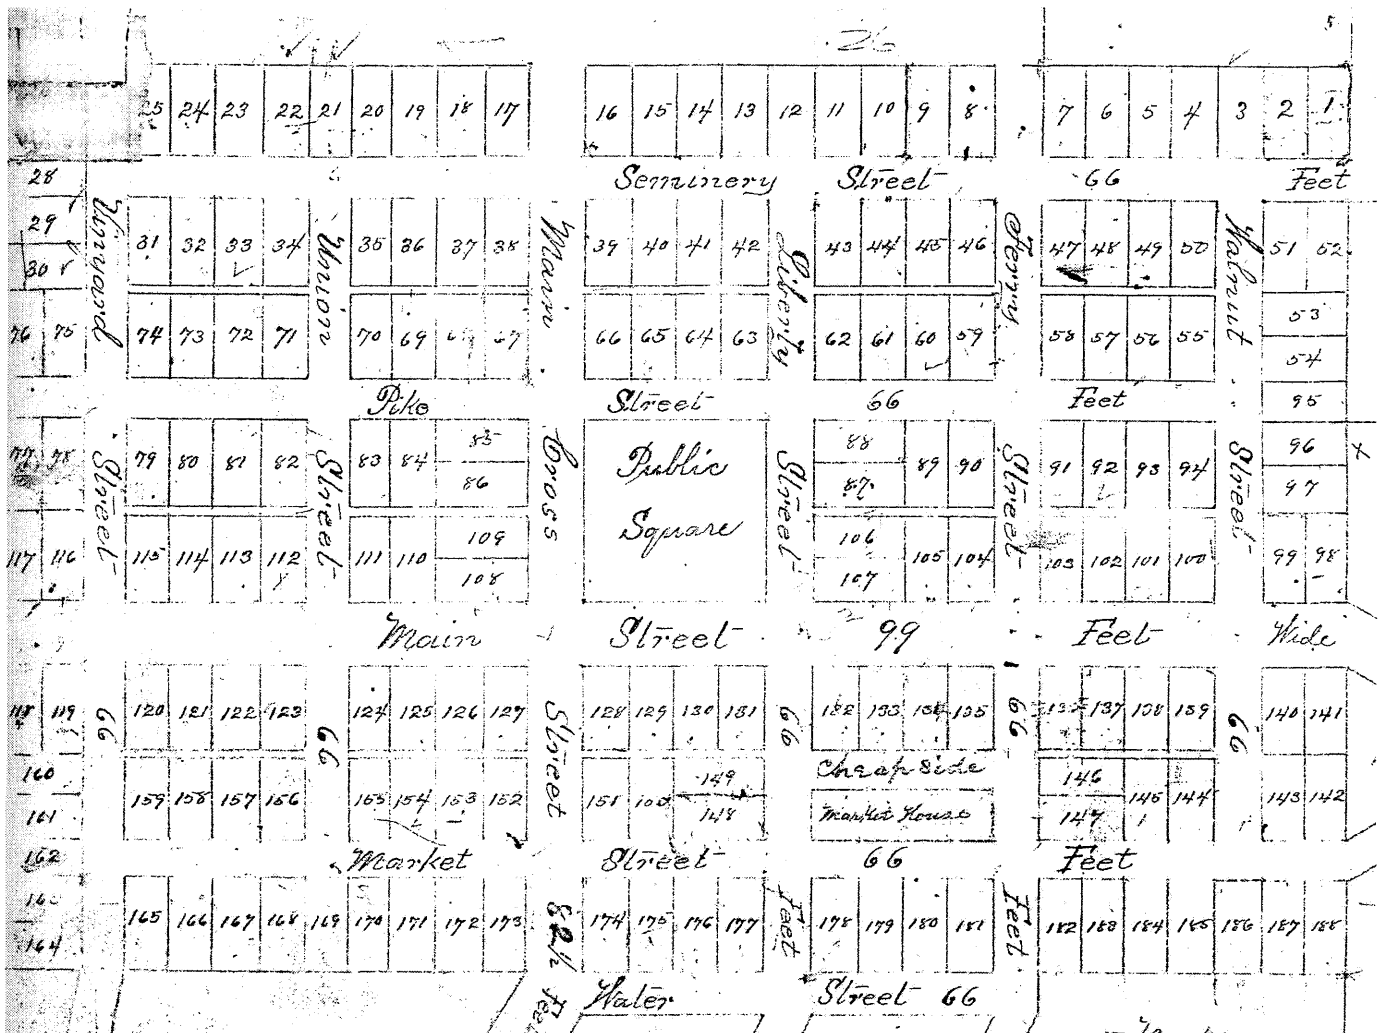 26
5
25 24 23 22 21 20 19 18 17 16 15 14 13 12 11 10 9 8 7 6 5 4 3 2 1
Seminery Street 66 Feet
28
29
30
31 32 33 34 35 36 37 38 39 40 41 42 43 44 45 46 47 48 49 50 51 52
76 75 74 73 72 71 70 69 67 66 65 64 63 62 61 60 59 58 57 56 55
53
54
Pike Street 66 Feet
95
77 78 79 80 81 82 83 84
85
86
Public
Square
88
87
89 90 91 92 93 94
96
97
117 116 115 114 113 112 111 110
109
108
106
107
105 104 103 102 101 100 99 98
Main Street 99 Feet Wide
118 119 120 121 122 123 124 125 126 127 128 129 130 131 132 133 134 135 137 138 139 140 141
160
161
159 158 157 156 155 154 153 152 151
149
148
Cheap Side
Market House
146
147
145 144 143 142
162
Market Street 66 Feet
164
165 166 167 168 169 170 171 172 173 174 175 176 177 178 179 180 181 182 183 184 185 186 187 188
Water Street 66
Vinyard Street 66
Union Street 66
Main Cross Street 82½ Feet
Liberty Street 66 Feet
Ferry Street 66 Feet
Walnut Street 66